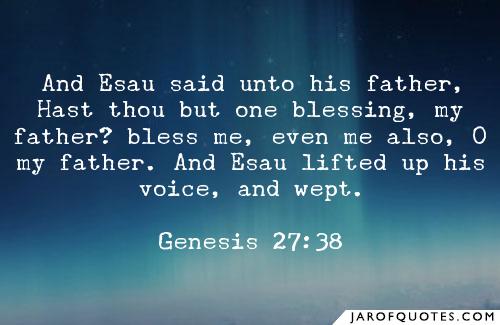 And Esau said unto his father,
Hast thou but one blessing, my
father? bless me, even me also, O
my father. And Esau lifted up his
voice, and wept.
Genesis 27:38
JAROFQUOTES.COM